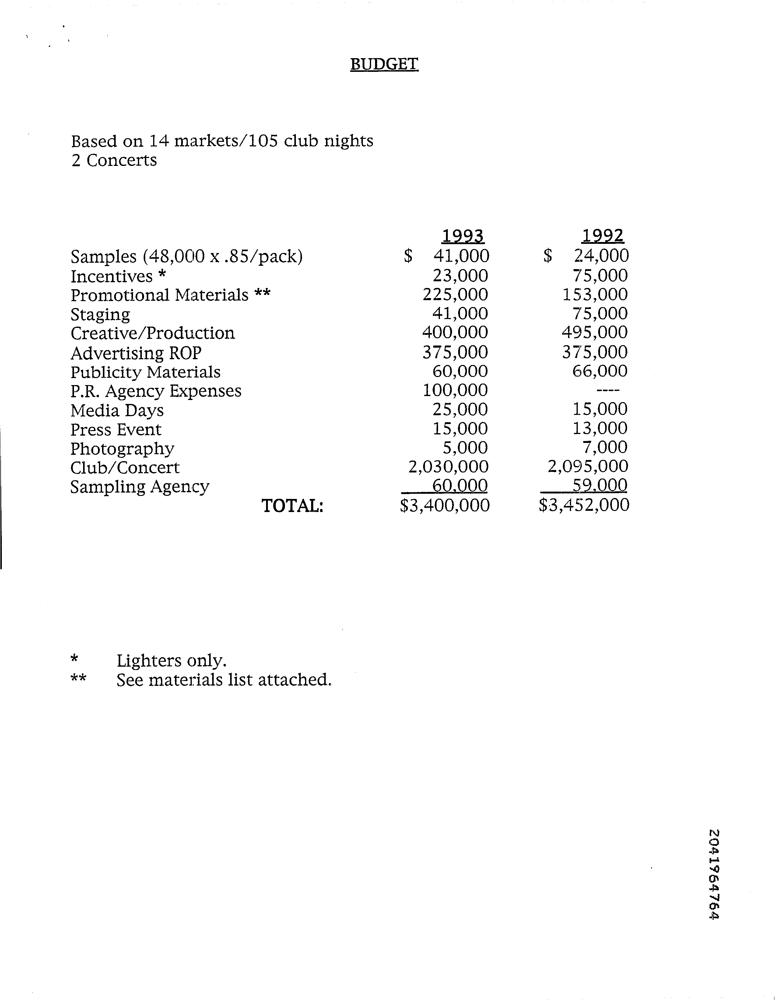 BUDGET
Based on 14 markets/105 club nights
2 Concerts
1993 1992
Samples (48,000 x .85/pack) $ 41,000 $ 24,000
Incentives * 23,000 75,000
Promotional Materials ** 225,000 153,000
Staging 41,000 75,000
Creative/Production 400,000 495,000
Advertising ROP 375,000 375,000
Publicity Materials 60,000 66,000
P.R. Agency Expenses 100,000 ----
Media Days 25,000 15,000
Press Event 15,000 13,000
Photography 5,000 7,000
Club/Concert 2,030,000 2,095,000
Sampling Agency 60,000 59,000
TOTAL: $3,400,000 $3,452,000
* Lighters only.
** See materials list attached.
2041964764